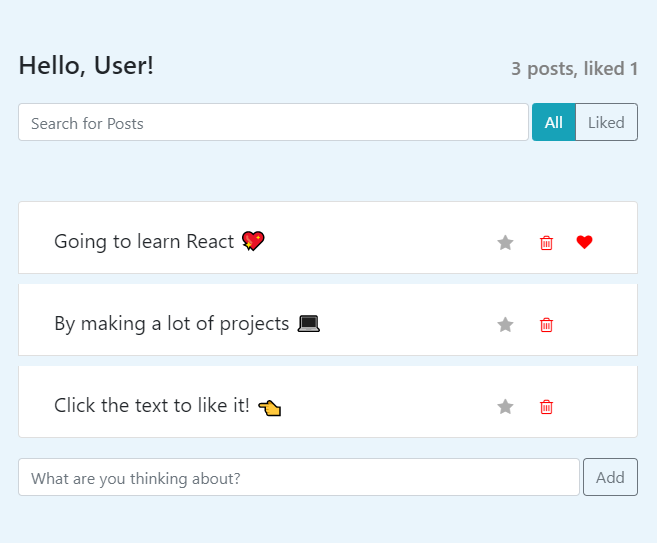 Hello, User!
3 posts, liked 1
Search for Posts
All
Liked
Going to learn React 💖
By making a lot of projects 💻
Click the text to like it! 👈
What are you thinking about?
Add